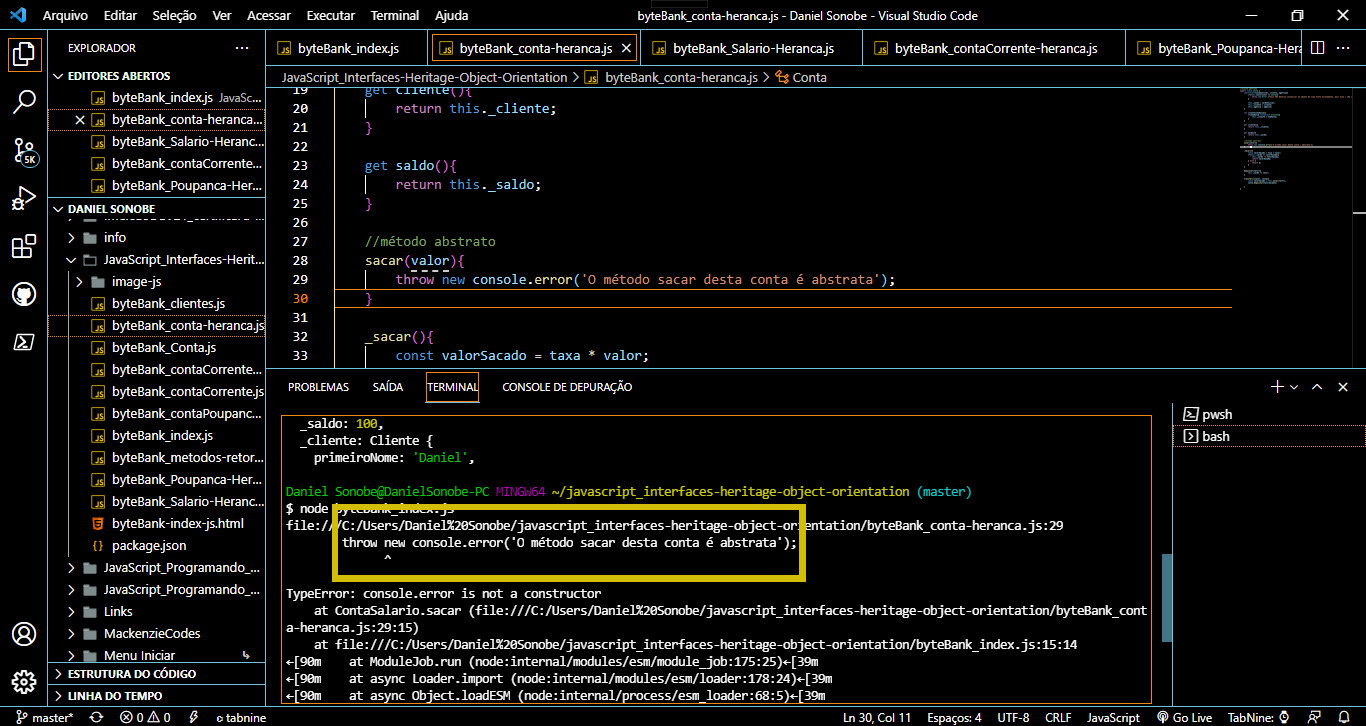 Arquivo Editar Seleção Ver Acessar Executar Terminal Ajuda byteBank_conta-heranca.js - Daniel Sonobe - Visual Studio Code
EXPLORADOR
byteBank_index.js byteBank_conta-heranca.js byteBank_Salario-Heranca.js byteBank_contaCorrente-heranca.js byteBank_Poupanca-Hera
JavaScript_Interfaces-Heritage-Object-Orientation > byteBank_conta-heranca.js > Conta
EDITORES ABERTOS
byteBank_index.js JavaSc...
byteBank_conta-heranca...
byteBank_Salario-Heranc...
byteBank_contaCorrente...
byteBank_Poupanca-Her...
DANIEL SONOBE
info
JavaScript_Interfaces-Herit...
image-js
byteBank_clientes.js
byteBank_conta-heranca.js
byteBank_Conta.js
byteBank_contaCorrente...
byteBank_contaCorrente.js
byteBank_contaPoupanc...
byteBank_index.js
byteBank_metodos-retor...
byteBank_Poupanca-Her...
byteBank_Salario-Heranc...
byteBank-index-js.html
package.json
JavaScript_Programando_...
JavaScript_Programando_...
Links
MackenzieCodes
Menu Iniciar
ESTRUTURA DO CÓDIGO
LINHA DO TEMPO
5K
19 get cliente(){
20 return this._cliente;
21 }
22
23 get saldo(){
24 return this._saldo;
25 }
26
27 //método abstrato
28 sacar(valor){
29 throw new console.error('O método sacar desta conta é abstrata');
30 }
31
32 _sacar(){
33 const valorSacado = taxa * valor;
PROBLEMAS SAÍDA TERMINAL CONSOLE DE DEPURAÇÃO
pwsh
bash
_saldo: 100,
_cliente: Cliente {
primeiroNome: 'Daniel',
Daniel Sonobe@DanielSonobe-PC MINGW64 ~/javascript_interfaces-heritage-object-orientation (master)
$ node byteBank_index.js
file:///C:/Users/Daniel%20Sonobe/javascript_interfaces-heritage-object-orientation/byteBank_conta-heranca.js:29
throw new console.error('O método sacar desta conta é abstrata');
^
TypeError: console.error is not a constructor
at ContaSalario.sacar (file:///C:/Users/Daniel%20Sonobe/javascript_interfaces-heritage-object-orientation/byteBank_cont
a-heranca.js:29:15)
at file:///C:/Users/Daniel%20Sonobe/javascript_interfaces-heritage-object-orientation/byteBank_index.js:15:14
←[90m at ModuleJob.run (node:internal/modules/esm/module_job:175:25)←[39m
←[90m at async Loader.import (node:internal/modules/esm/loader:178:24)←[39m
←[90m at async Object.loadESM (node:internal/process/esm_loader:68:5)←[39m
master* 0 0 tabnine Ln 30, Col 11 Espaços: 4 UTF-8 CRLF JavaScript Go Live TabNine: